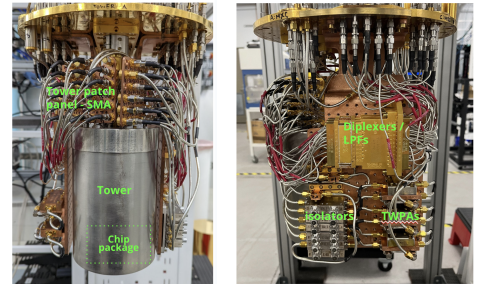 Tower patch
panel - SMA
Tower
Chip
package
Diplexers /
LPFs
Isolators
TWPAs